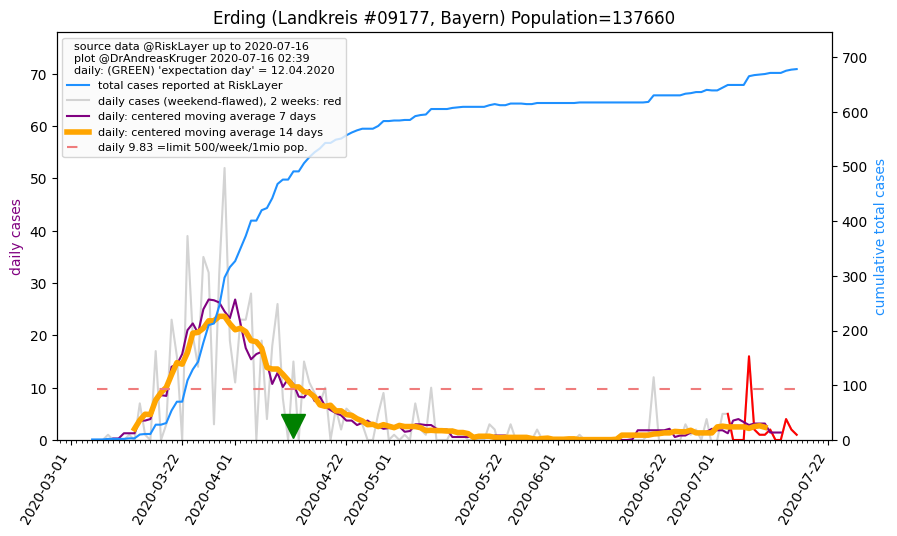 Erding (Landkreis #09177, Bayern) Population=137660
source data @RiskLayer up to 2020-07-16
plot @DrAndreasKruger 2020-07-16 02:39
daily: (GREEN) 'expectation day' = 12.04.2020
total cases reported at RiskLayer
daily cases (weekend-flawed), 2 weeks: red
daily: centered moving average 7 days
daily: centered moving average 14 days
daily 9.83 =limit 500/week/1mio pop.
daily cases
70
60
50
40
30
20
10
0
700
600
500
400
300
200
100
0
cumulative total cases
2020-03-01
2020-03-22
2020-04-01
2020-04-22
2020-05-01
2020-05-22
2020-06-01
2020-06-22
2020-07-01
2020-07-22